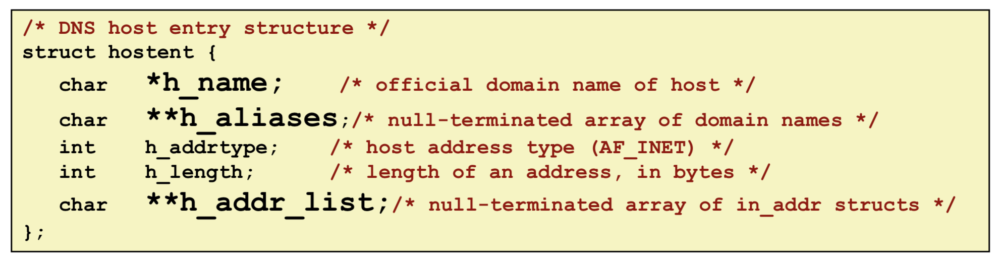 /* DNS host entry structure */
struct hostent {
   char   *h_name;     /* official domain name of host */
   char   **h_aliases;/* null-terminated array of domain names */
   int    h_addrtype;    /* host address type (AF_INET) */
   int    h_length;      /* length of an address, in bytes */
   char   **h_addr_list;/* null-terminated array of in_addr structs */
};